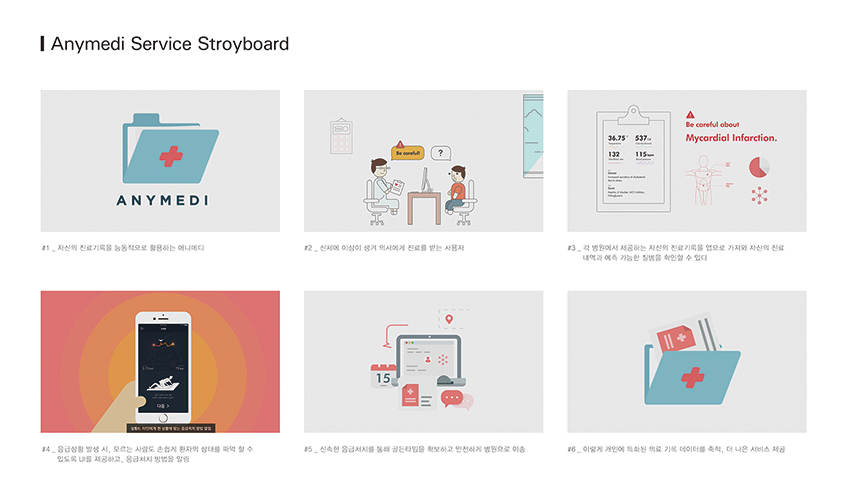 Anymedi Service Stroyboard
ANYMEDI
Be careful!
?
36.75
537
132
115
Be careful about
Myocardial Infarction.
#1 _ 자신의 진료기록을 능동적으로 활용하는 애니메디
#2 _ 신체에 이상이 생겨 의사에게 진료를 받는 사용자
#3 _ 각 병원에서 제공하는 자신의 진료기록을 앱으로 가져와 자신의 진료
내역과 예측 가능한 질병을 확인할 수 있다
다음 >
15
#4 _ 응급상황 발생 시, 모르는 사람도 손쉽게 환자의 상태를 파악 할 수
있도록 UI를 제공하고, 응급처치 방법을 알림
#5 _ 신속한 응급처치를 통해 골든타임을 확보하고 안전하게 병원으로 이송
#6 _ 이렇게 개인에 특화된 의료 기록 데이터를 축적, 더 나은 서비스 제공